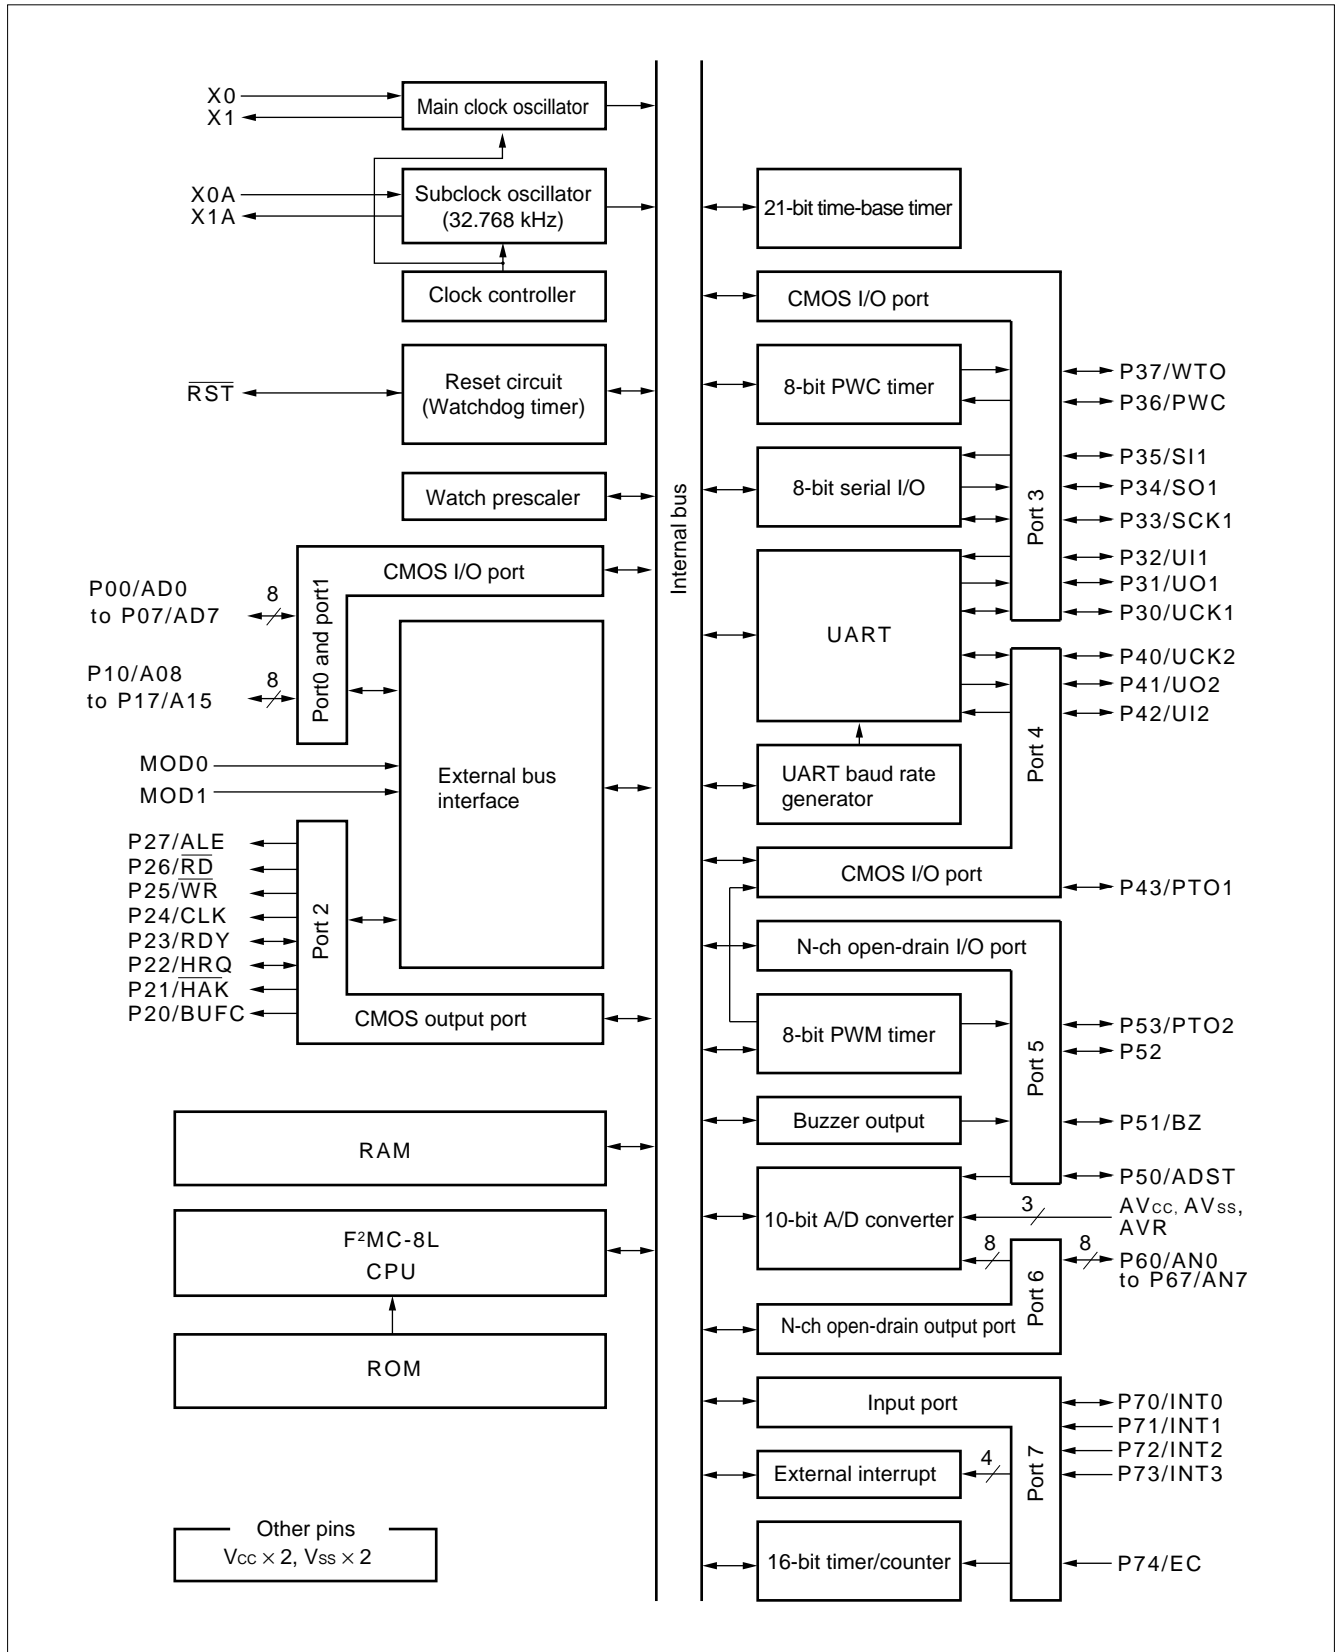 X0
X1
Main clock oscillator
X0A
X1A
Subclock oscillator
(32.768 kHz)
Clock controller
RST
Reset circuit
(Watchdog timer)
Watch prescaler
CMOS I/O port
Port0 and port1
P00/AD0
to P07/AD7
8
P10/A08
to P17/A15
8
MOD0
MOD1
External bus
interface
P27/ALE
P26/RD
P25/WR
P24/CLK
P23/RDY
P22/HRQ
P21/HAK
P20/BUFC
Port 2
CMOS output port
RAM
F²MC-8L
CPU
ROM
Other pins
Vcc × 2, Vss × 2
Internal bus
21-bit time-base timer
CMOS I/O port
8-bit PWC timer
8-bit serial I/O
Port 3
P37/WTO
P36/PWC
P35/SI1
P34/SO1
P33/SCK1
P32/UI1
P31/UO1
P30/UCK1
UART
P40/UCK2
P41/UO2
P42/UI2
Port 4
UART baud rate
generator
CMOS I/O port
P43/PTO1
N-ch open-drain I/O port
8-bit PWM timer
Port 5
P53/PTO2
P52
Buzzer output
P51/BZ
P50/ADST
10-bit A/D converter
3
AVcc, AVss,
AVR
8
8
P60/AN0
to P67/AN7
Port 6
N-ch open-drain output port
Input port
P70/INT0
P71/INT1
P72/INT2
P73/INT3
Port 7
External interrupt
4
16-bit timer/counter
P74/EC